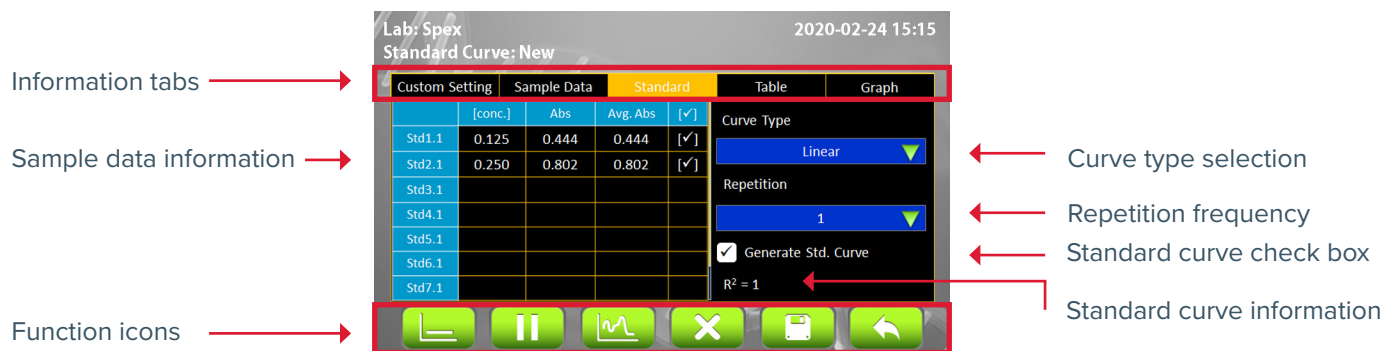 Lab: Spex
2020-02-24 15:15
Standard Curve: New
Information tabs
Custom Setting Sample Data Standard Table Graph
[conc.] Abs Avg. Abs [✓]
Std1.1 0.125 0.444 0.444 [✓]
Std2.1 0.250 0.802 0.802 [✓]
Std3.1
Std4.1
Std5.1
Std6.1
Std7.1
Sample data information
Curve Type
Linear
Repetition
1
✓ Generate Std. Curve
R² = 1
Curve type selection
Repetition frequency
Standard curve check box
Standard curve information
Function icons